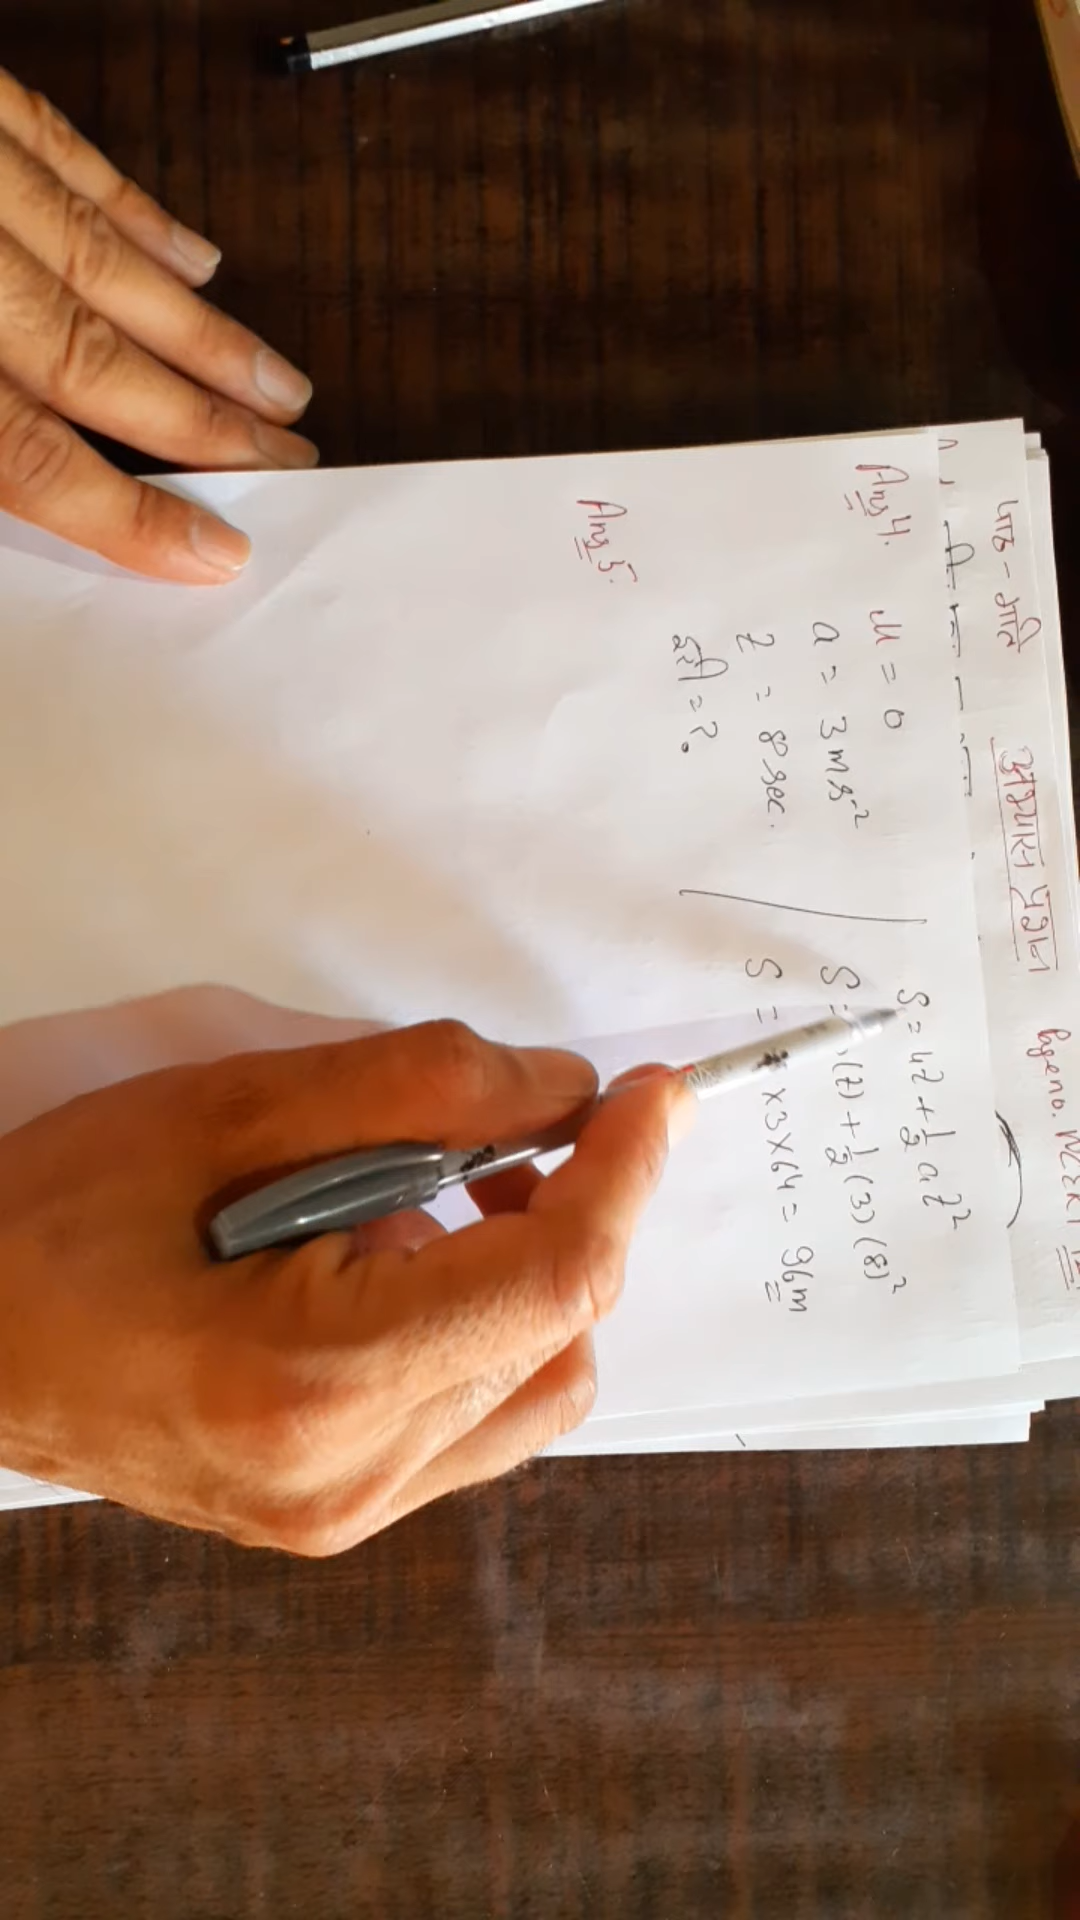 पाठ - गति अभ्यास प्रश्न Page no. NCERT
Ans 4. u = 0 S = ut + 1/2 at²
a = 3 ms⁻² S = (t) + 1/2 (3) (8)²
t = 8 sec. S = × 3 × 64 = 96m
दूरी = ?
Ans 5.